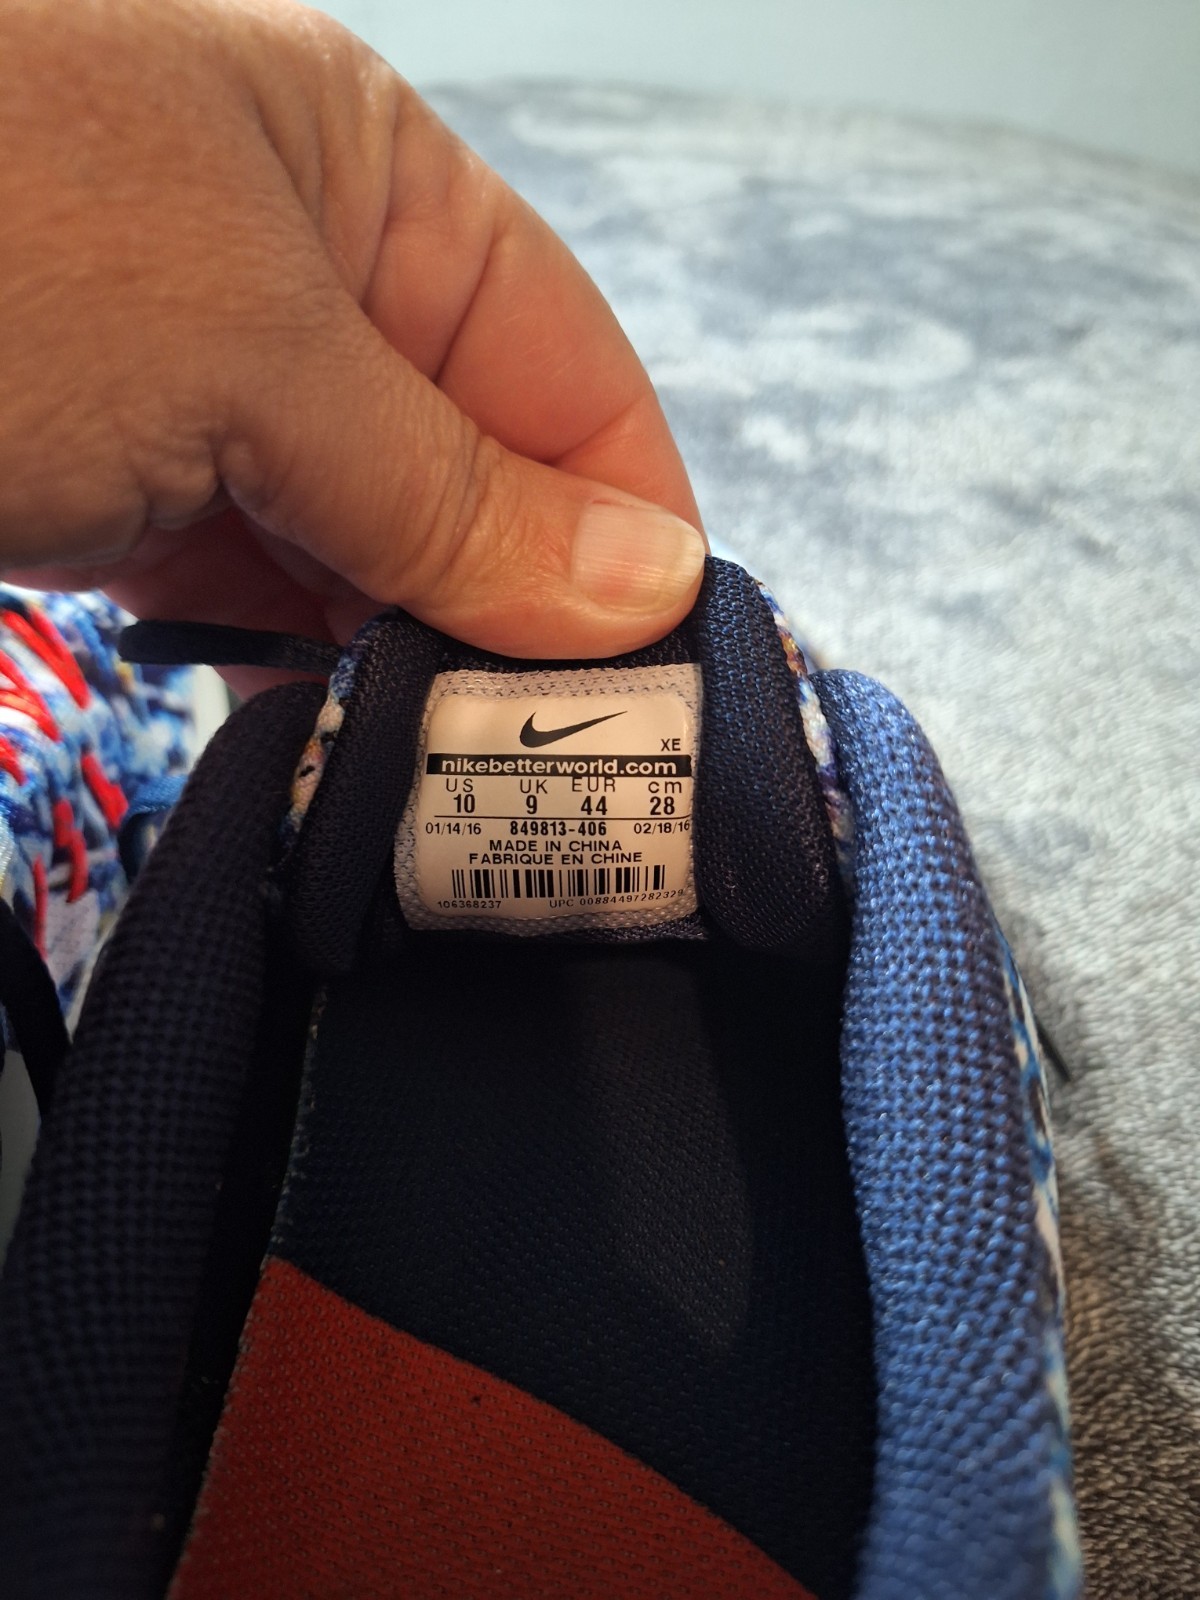 XE
nikebetterworld.com
US UK EUR cm
10 9 44 28
01/14/16 849813-406 02/18/16
MADE IN CHINA
FABRIQUE EN CHINE
106368237 UPC 00884497282329